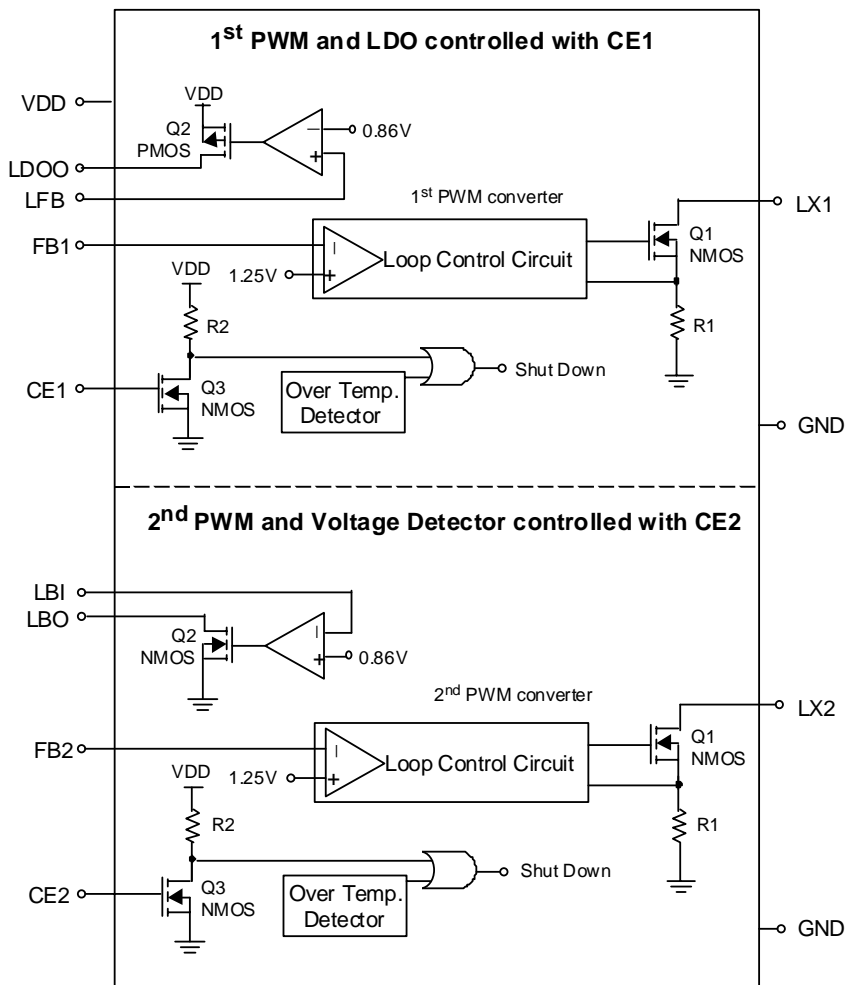 1st PWM and LDO controlled with CE1
VDD
VDD
Q2
PMOS
−
0.86V
+
LDOO
LFB
1st PWM converter
LX1
FB1
−
Loop Control Circuit
1.25V
+
Q1
NMOS
VDD
R2
R1
Shut Down
CE1
Q3
NMOS
Over Temp.
Detector
GND
2nd PWM and Voltage Detector controlled with CE2
LBI
LBO
Q2
NMOS
−
+
0.86V
2nd PWM converter
LX2
FB2
−
Loop Control Circuit
1.25V
+
Q1
NMOS
VDD
R2
R1
Shut Down
CE2
Q3
NMOS
Over Temp.
Detector
GND